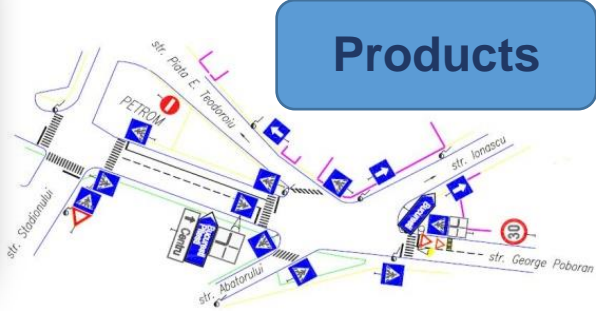 Products
str. Piata E. Teodoroiu
PETROM
str. Ionascu
str. Stadionului
Centru
30
str. George Poboran
str. Abatorului